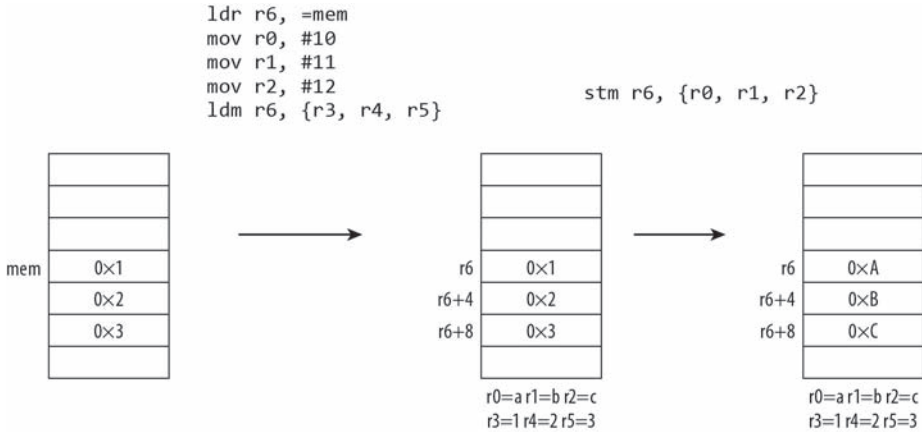 ldr r6, =mem
mov r0, #10
mov r1, #11
mov r2, #12
ldm r6, {r3, r4, r5}
stm r6, {r0, r1, r2}
mem 0×1
0×2
0×3
r6 0×1
r6+4 0×2
r6+8 0×3
r0=a r1=b r2=c
r3=1 r4=2 r5=3
r6 0×A
r6+4 0×B
r6+8 0×C
r0=a r1=b r2=c
r3=1 r4=2 r5=3